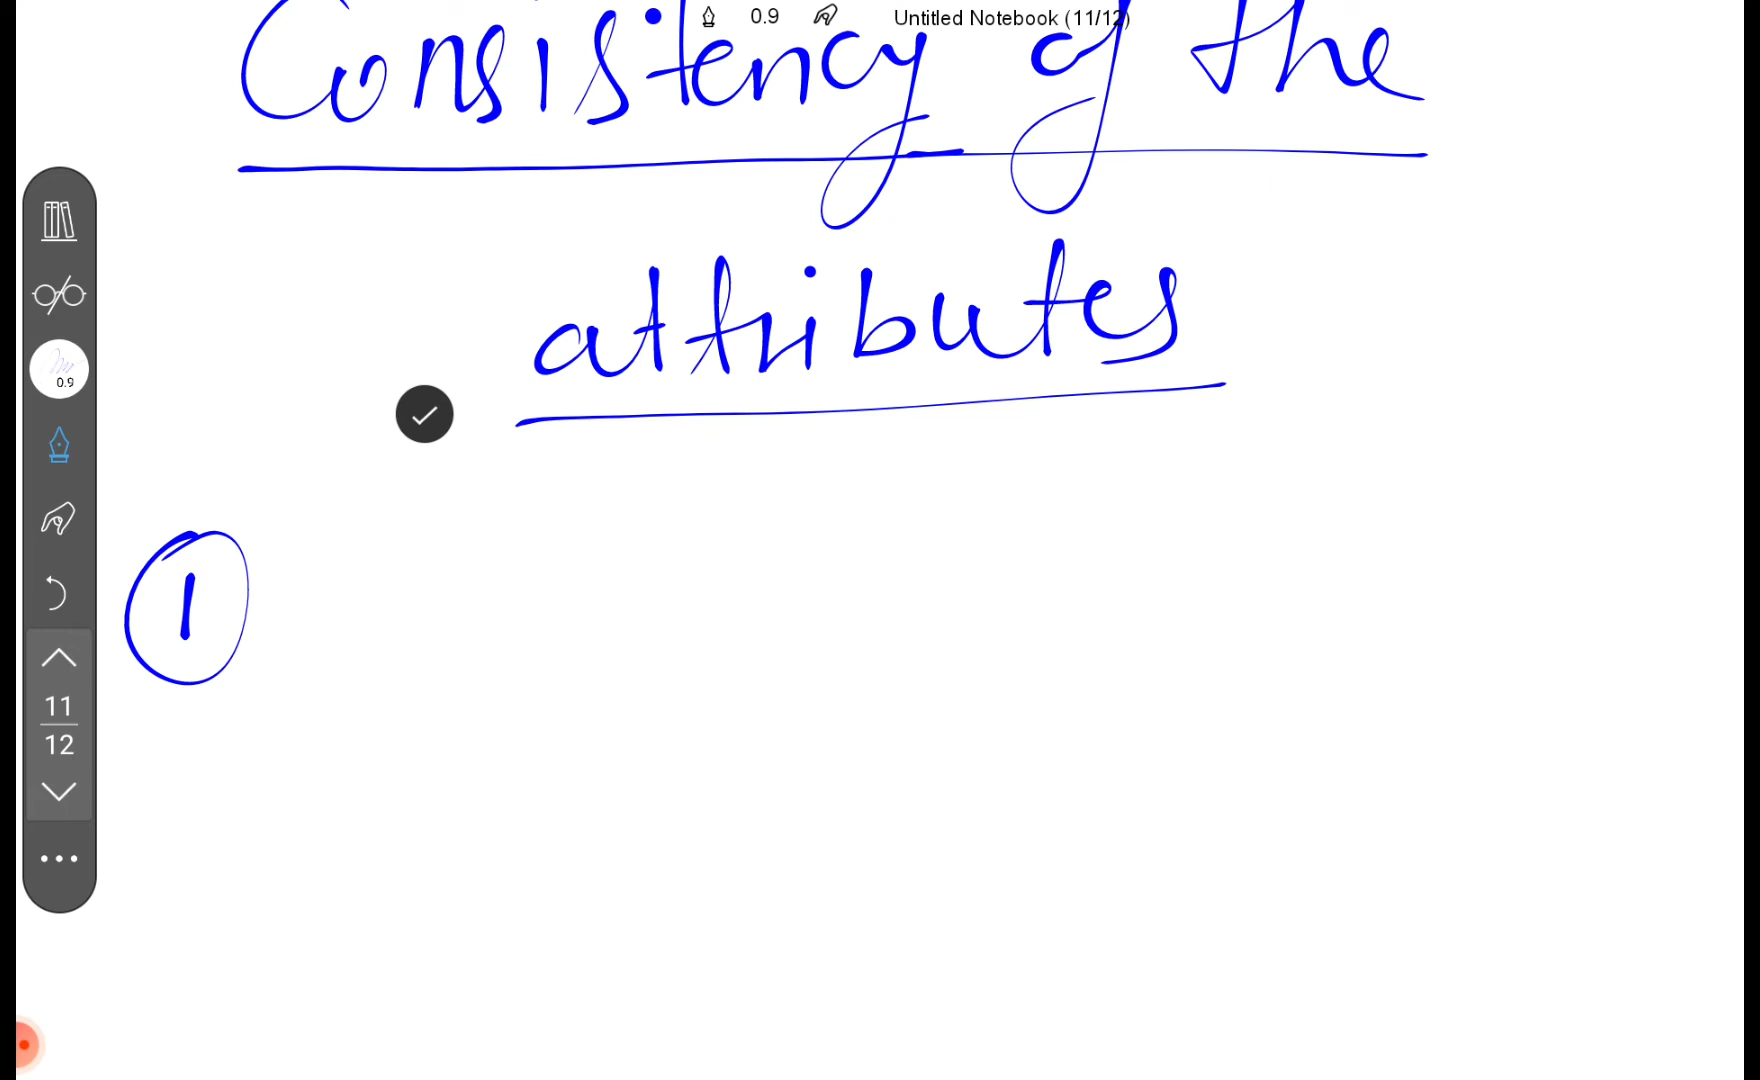 0.9 Untitled Notebook (11/12)
Consistency of the
attributes
0.9
1
11
12